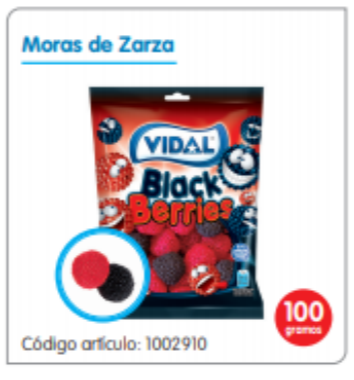 Moras de Zarza
VIDAL
Black
Berries
100
gramos
Código artículo: 1002910